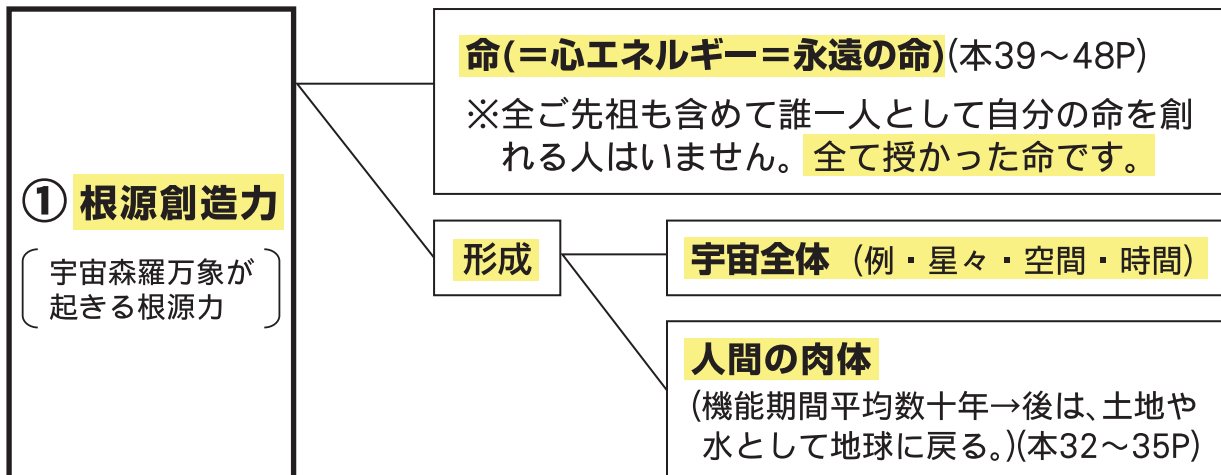 ① 根源創造力
宇宙森羅万象が
起きる根源力
命(=心エネルギー=永遠の命)(本39〜48P)
※全ご先祖も含めて誰一人として自分の命を創
れる人はいません。全て授かった命です。
形成
宇宙全体 (例・星々・空間・時間)
人間の肉体
(機能期間平均数十年→後は、土地や
水として地球に戻る。)(本32〜35P)